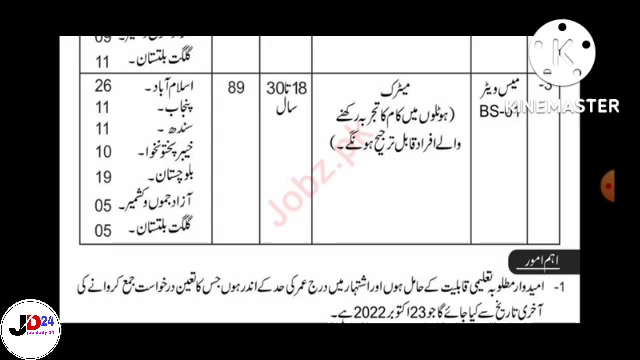 گلگت بلتستان۔ 11
3- میس ویٹر BS-01 میٹرک (ہوٹلوں میں کام کا تجربہ رکھنے والے افراد قابل ترجیح ہونگے۔) 18 تا 30 سال 89
اسلام آباد۔ 26
پنجاب۔ 11
سندھ۔ 11
خیبر پختونخوا۔ 10
بلوچستان۔ 19
آزاد جموں و کشمیر۔ 05
گلگت بلتستان۔ 05
اہم امور
1- امیدوار مطلوبہ تعلیمی قابلیت کے حامل ہوں اور اشتہار میں درج عمر کی حد کے اندر ہوں جس کا تعین درخواست جمع کروانے کی
آخری تاریخ سے کیا جائے گا جو 23 اکتوبر 2022 ہے۔
Jobz.pk
K
KINEMASTER
JD24